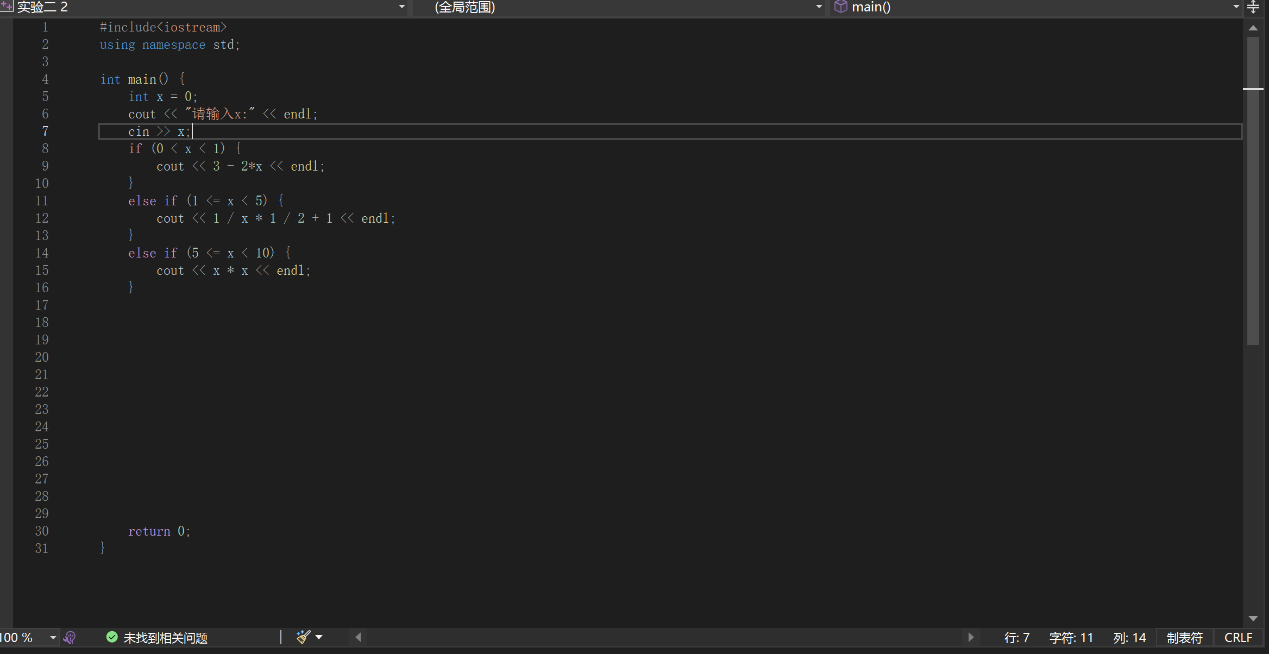 实验二 2 (全局范围) main()
1 #include<iostream>
2 using namespace std;
3
4 int main() {
5 int x = 0;
6 cout << "请输入x:" << endl;
7 cin >> x;
8 if (0 < x < 1) {
9 cout << 3 - 2*x << endl;
10 }
11 else if (1 <= x < 5) {
12 cout << 1 / x * 1 / 2 + 1 << endl;
13 }
14 else if (5 <= x < 10) {
15 cout << x * x << endl;
16 }
17
18
19
20
21
22
23
24
25
26
27
28
29
30 return 0;
31 }
100 % 未找到相关问题 行: 7 字符: 11 列: 14 制表符 CRLF